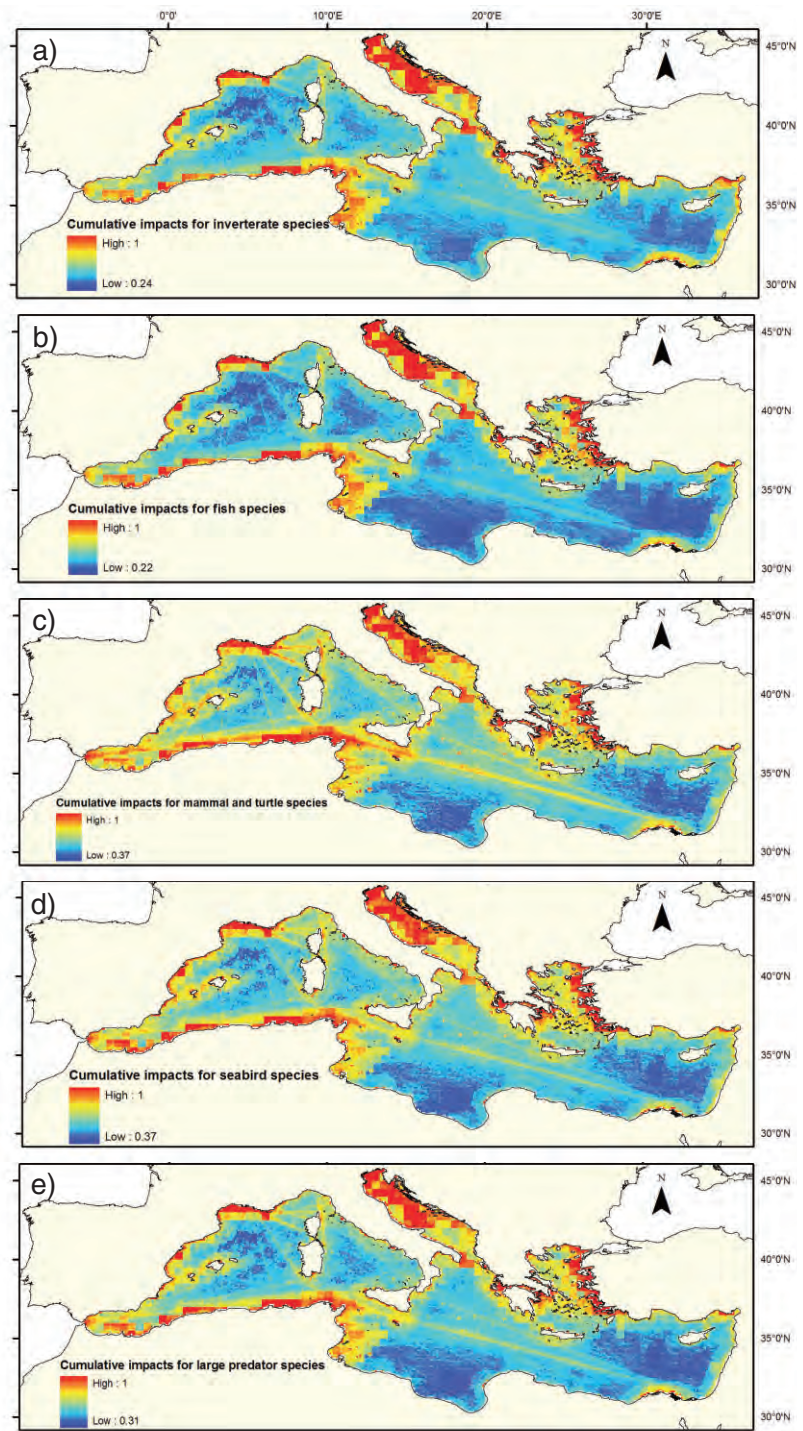 0°0' 10°0'E 20°0'E 30°0'E
a)
N
45°0'N
40°0'N
35°0'N
30°0'N
Cumulative impacts for inverterate species
High : 1
Low : 0.24
b)
N
45°0'N
40°0'N
35°0'N
30°0'N
Cumulative impacts for fish species
High : 1
Low : 0.22
c)
N
45°0'N
40°0'N
35°0'N
30°0'N
Cumulative impacts for mammal and turtle species
High : 1
Low : 0.37
d)
N
45°0'N
40°0'N
35°0'N
30°0'N
Cumulative impacts for seabird species
High : 1
Low : 0.37
e)
N
45°0'N
40°0'N
35°0'N
30°0'N
Cumulative impacts for large predator species
High : 1
Low : 0.31